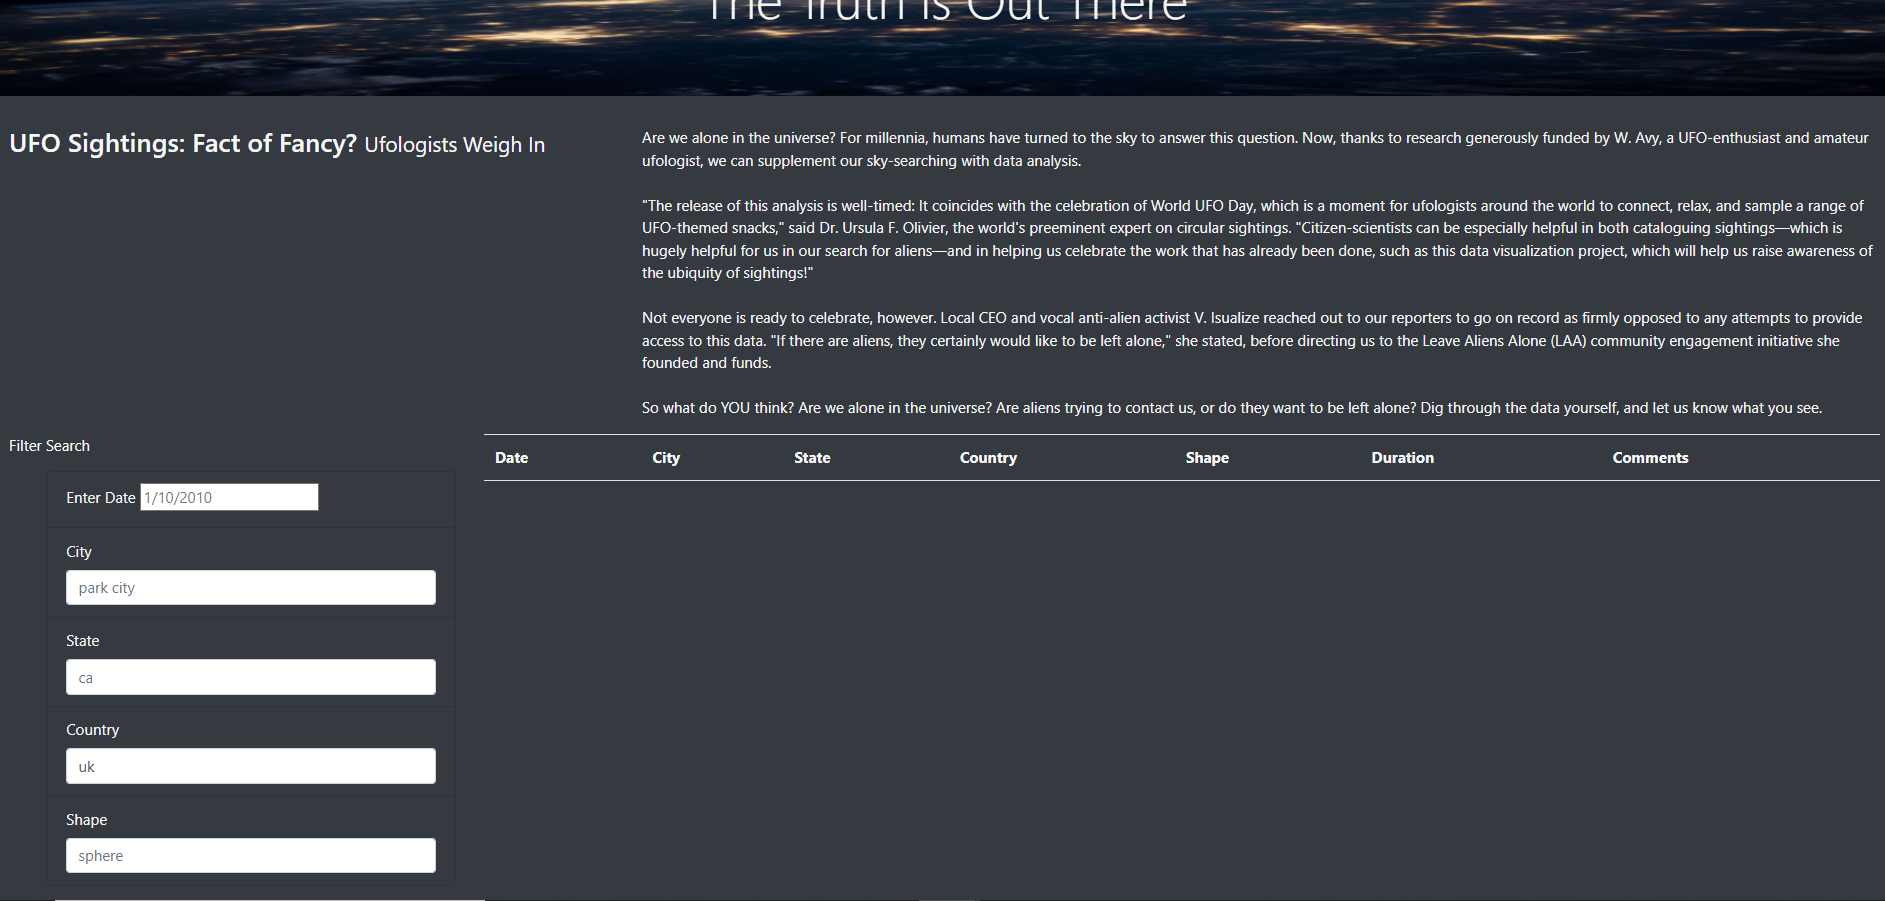 The Truth Is Out There
UFO Sightings: Fact of Fancy? Ufologists Weigh In
Are we alone in the universe? For millennia, humans have turned to the sky to answer this question. Now, thanks to research generously funded by W. Avy, a UFO-enthusiast and amateur
ufologist, we can supplement our sky-searching with data analysis.
"The release of this analysis is well-timed: It coincides with the celebration of World UFO Day, which is a moment for ufologists around the world to connect, relax, and sample a range of
UFO-themed snacks," said Dr. Ursula F. Olivier, the world's preeminent expert on circular sightings. "Citizen-scientists can be especially helpful in both cataloguing sightings—which is
hugely helpful for us in our search for aliens—and in helping us celebrate the work that has already been done, such as this data visualization project, which will help us raise awareness of
the ubiquity of sightings!"
Not everyone is ready to celebrate, however. Local CEO and vocal anti-alien activist V. Isualize reached out to our reporters to go on record as firmly opposed to any attempts to provide
access to this data. "If there are aliens, they certainly would like to be left alone," she stated, before directing us to the Leave Aliens Alone (LAA) community engagement initiative she
founded and funds.
So what do YOU think? Are we alone in the universe? Are aliens trying to contact us, or do they want to be left alone? Dig through the data yourself, and let us know what you see.
Filter Search
Date City State Country Shape Duration Comments
Enter Date 1/10/2010
City
park city
State
ca
Country
uk
Shape
sphere